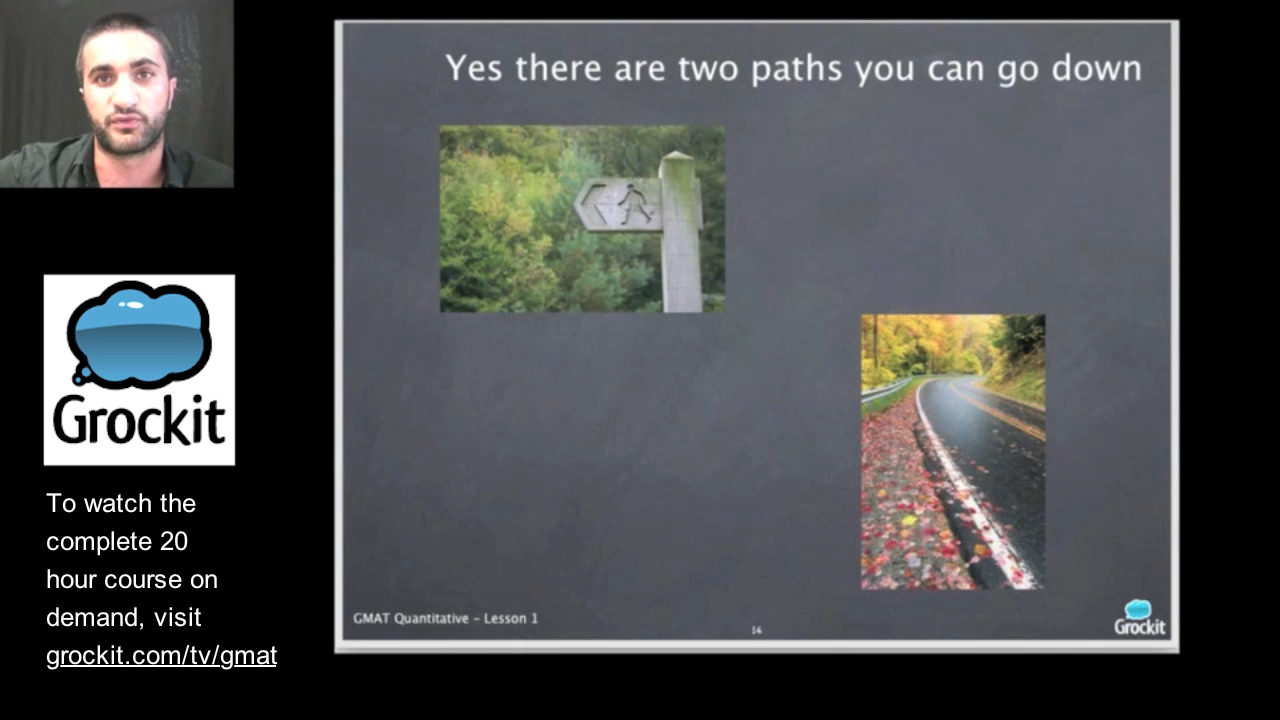 Yes there are two paths you can go down
Grockit
To watch the
complete 20
hour course on
demand, visit
grockit.com/tv/gmat
GMAT Quantitative – Lesson 1
14
Grockit